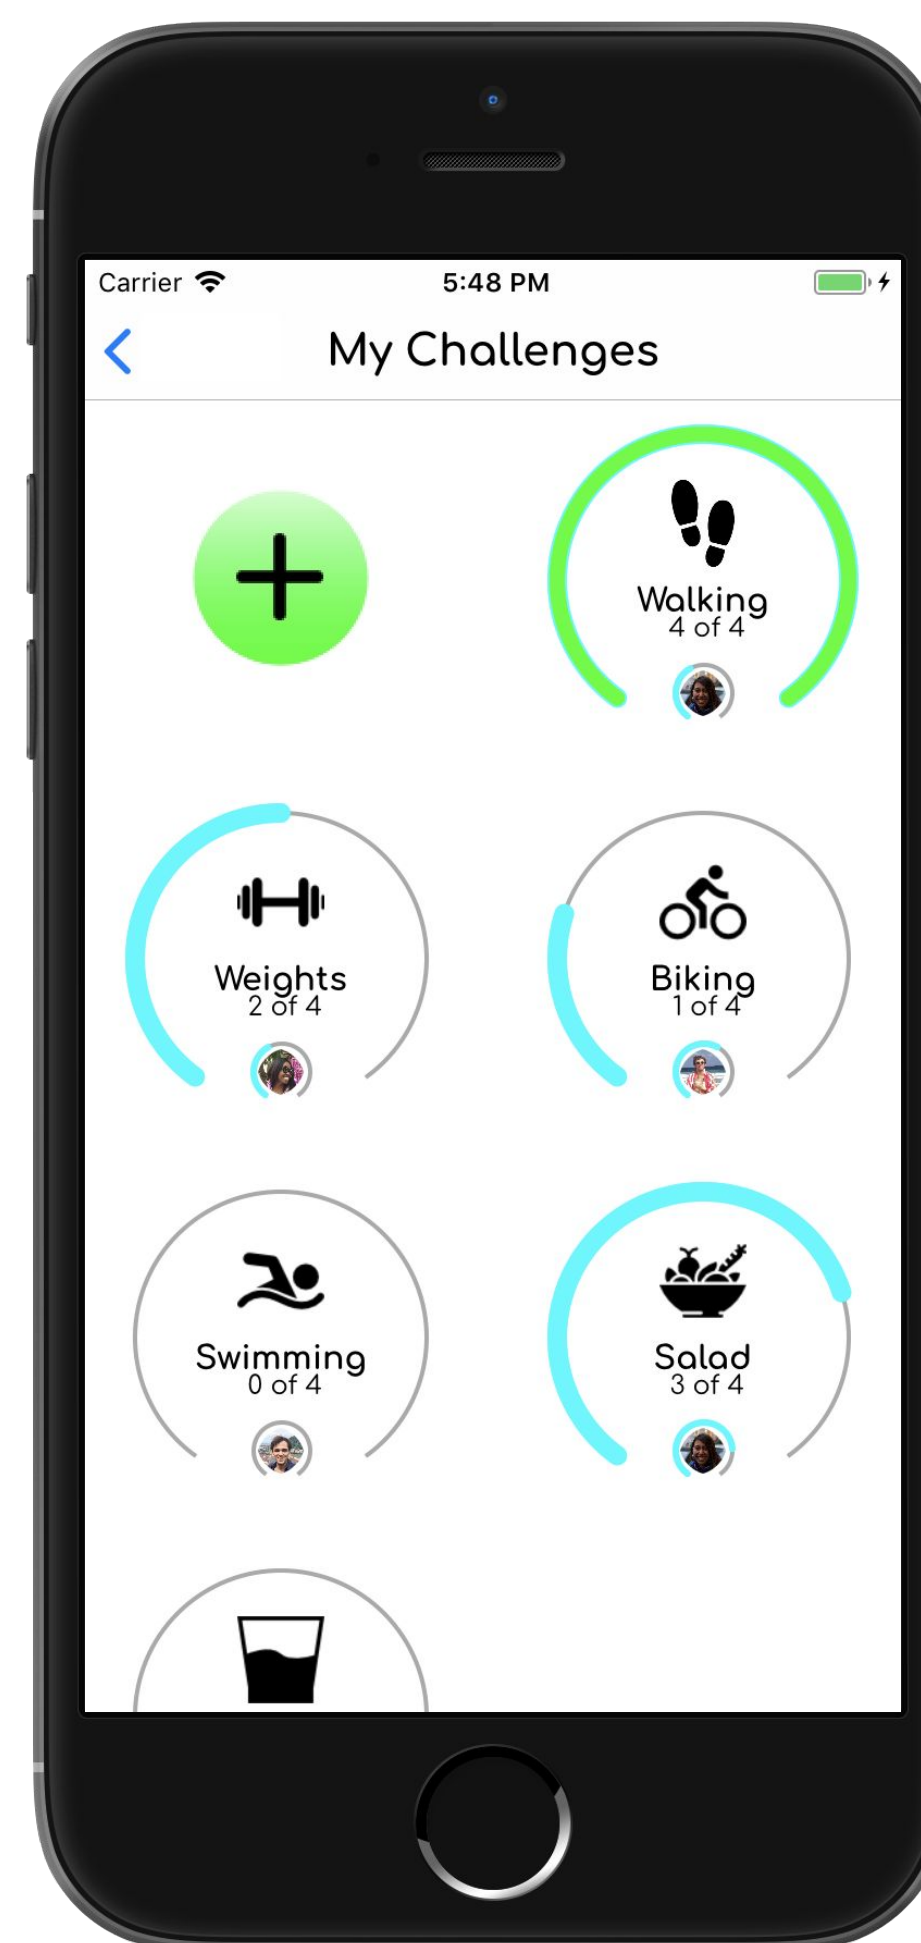 Carrier
5:48 PM
My Challenges
Walking
4 of 4
Weights
2 of 4
Biking
1 of 4
Swimming
0 of 4
Salad
3 of 4